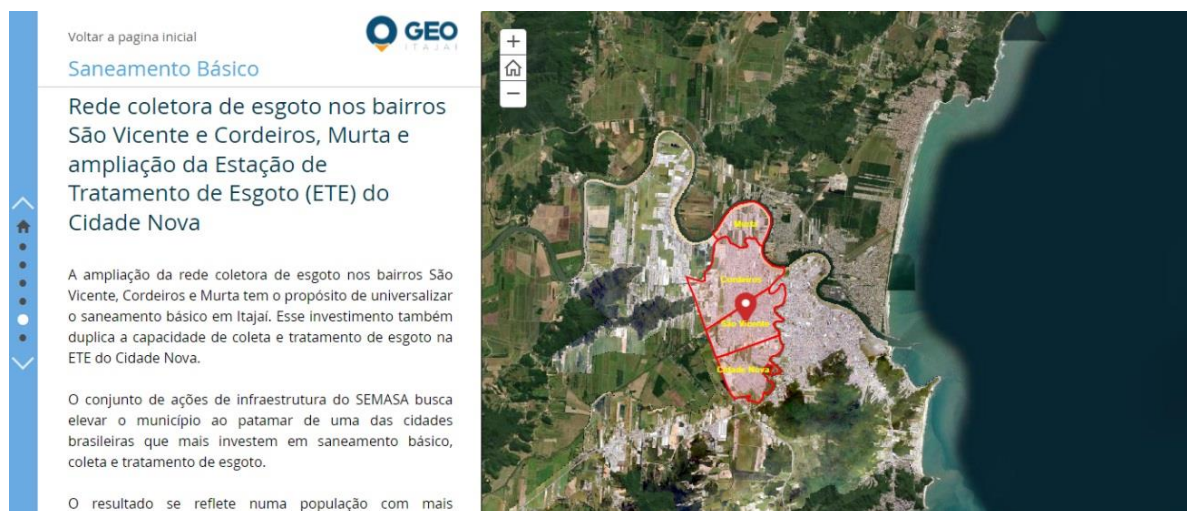 Voltar a pagina inicial
GEO
ITAJAÍ
Saneamento Básico
Rede coletora de esgoto nos bairros
São Vicente e Cordeiros, Murta e
ampliação da Estação de
Tratamento de Esgoto (ETE) do
Cidade Nova
A ampliação da rede coletora de esgoto nos bairros São
Vicente, Cordeiros e Murta tem o propósito de universalizar
o saneamento básico em Itajaí. Esse investimento também
duplica a capacidade de coleta e tratamento de esgoto na
ETE do Cidade Nova.
O conjunto de ações de infraestrutura do SEMASA busca
elevar o município ao patamar de uma das cidades
brasileiras que mais investem em saneamento básico,
coleta e tratamento de esgoto.
O resultado se reflete numa população com mais
+
−
Murta
Cordeiros
São Vicente
Cidade Nova